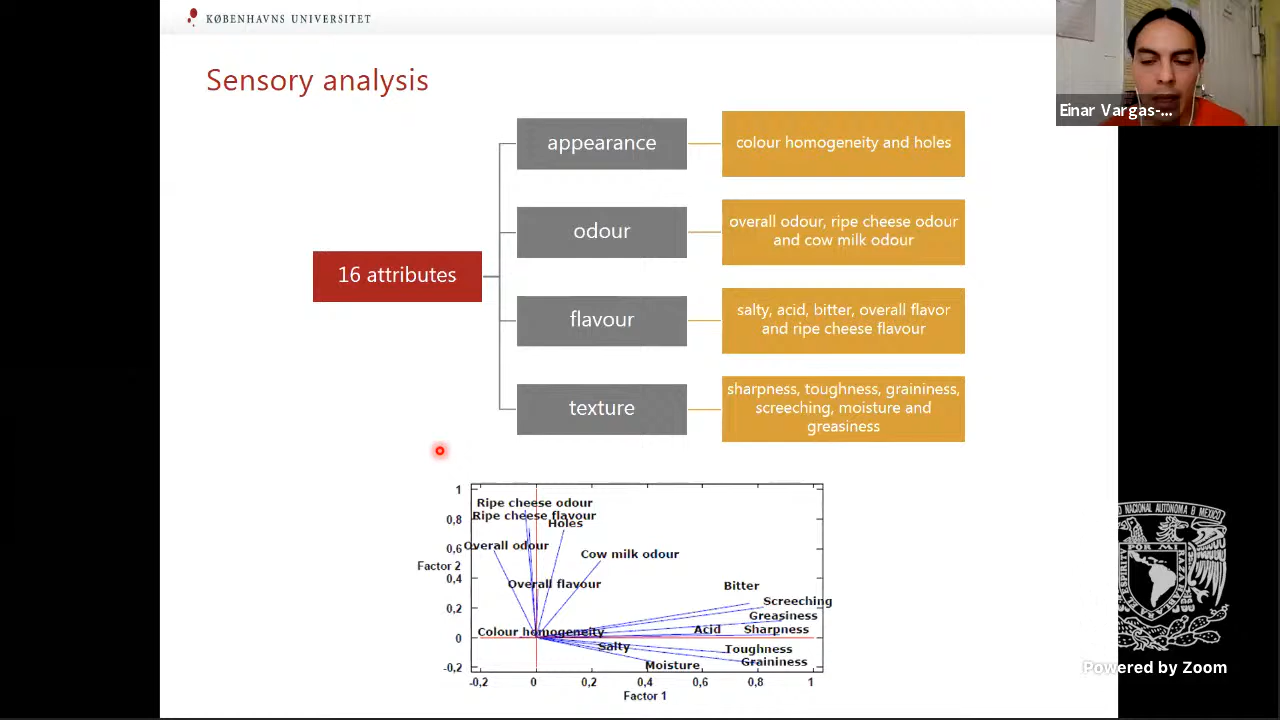 KØBENHAVNS UNIVERSITET
Einar Vargas-...
Sensory analysis
16 attributes
appearance
colour homogeneity and holes
odour
overall odour, ripe cheese odour
and cow milk odour
flavour
salty, acid, bitter, overall flavor
and ripe cheese flavour
texture
sharpness, toughness, graininess,
screeching, moisture and
greasiness
1
0,8
0,6
Factor 2
0,4
0,2
0
-0,2
Ripe cheese odour
Ripe cheese flavour
Holes
Overall odour
Cow milk odour
Overall flavour
Bitter
Screeching
Greasiness
Colour homogeneity
Acid
Sharpness
Salty
Toughness
Graininess
Moisture
-0,2 0 0,2 0,4 0,6 0,8 1
Factor 1
NACIONAL AUTONOMA
POR MI
ESPIRITU
Powered by Zoom